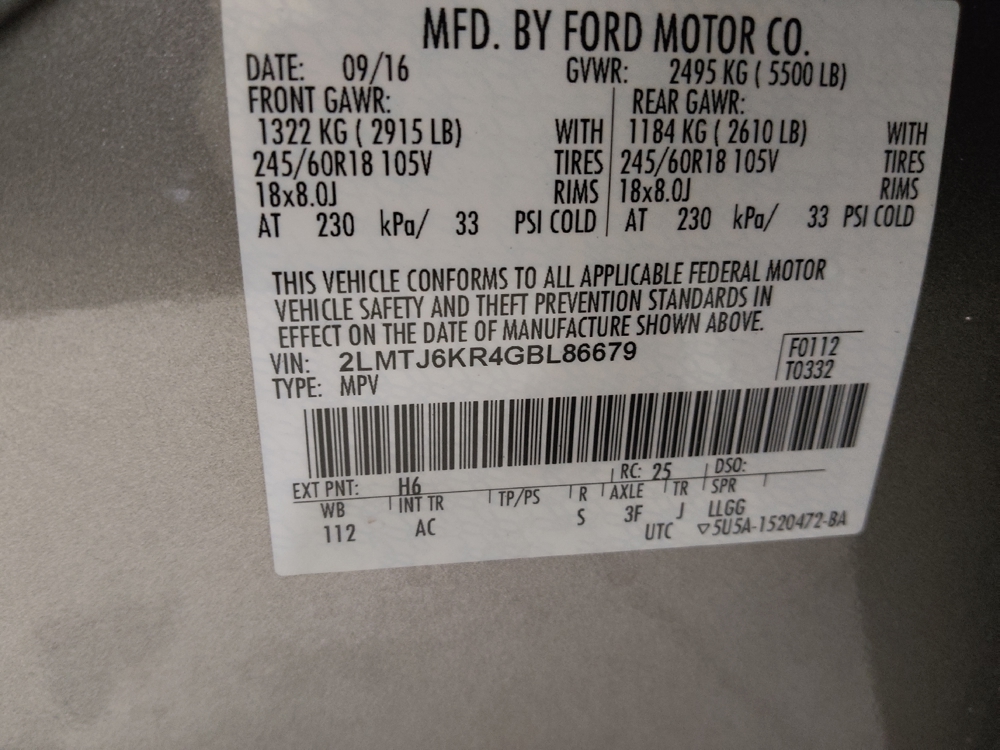 MFD. BY FORD MOTOR CO.
DATE: 09/16 GVWR: 2495 KG ( 5500 LB)
FRONT GAWR: REAR GAWR:
1322 KG ( 2915 LB) WITH 1184 KG ( 2610 LB) WITH
245/60R18 105V TIRES 245/60R18 105V TIRES
18x8.0J RIMS 18x8.0J RIMS
AT 230 kPa/ 33 PSI COLD AT 230 kPa/ 33 PSI COLD
THIS VEHICLE CONFORMS TO ALL APPLICABLE FEDERAL MOTOR
VEHICLE SAFETY AND THEFT PREVENTION STANDARDS IN
EFFECT ON THE DATE OF MANUFACTURE SHOWN ABOVE.
VIN: 2LMTJ6KR4GBL86679 F0112
TYPE: MPV T0332
EXT PNT: H6 RC: 25 DSO:
WB INT TR TP/PS R AXLE TR SPR
112 AC S 3F J LLGG
UTC ▽5U5A-1520472-BA